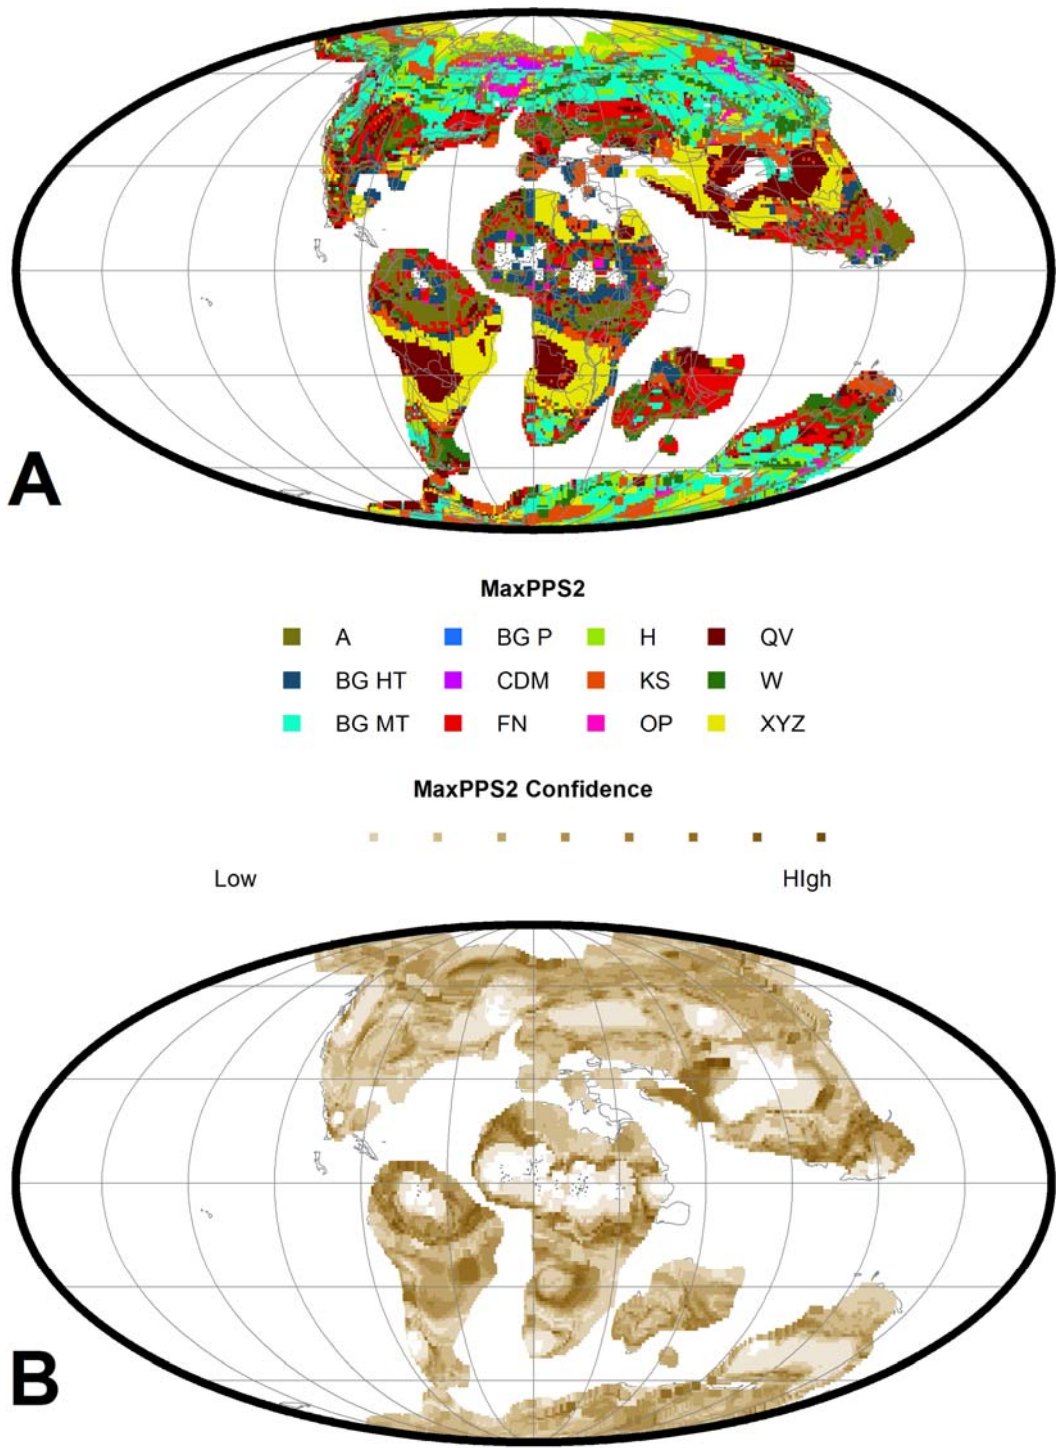 A
MaxPPS2
A BG P H QV
BG HT CDM KS W
BG MT FN OP XYZ
MaxPPS2 Confidence
Low HIgh
B